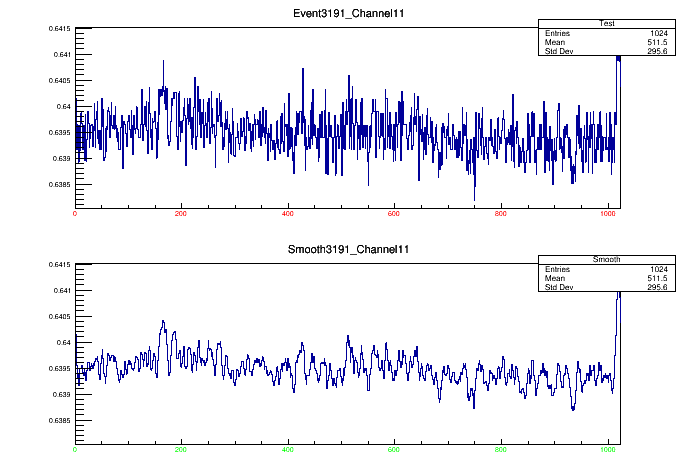 Event3191_Channel11
Test
Entries 1024
Mean 511.5
Std Dev 295.6
0.6415
0.641
0.6405
0.64
0.6395
0.639
0.6385
0 200 400 600 800 1000
Smooth3191_Channel11
Smooth
Entries 1024
Mean 511.5
Std Dev 295.6
0.6415
0.641
0.6405
0.64
0.6395
0.639
0.6385
0 200 400 600 800 1000